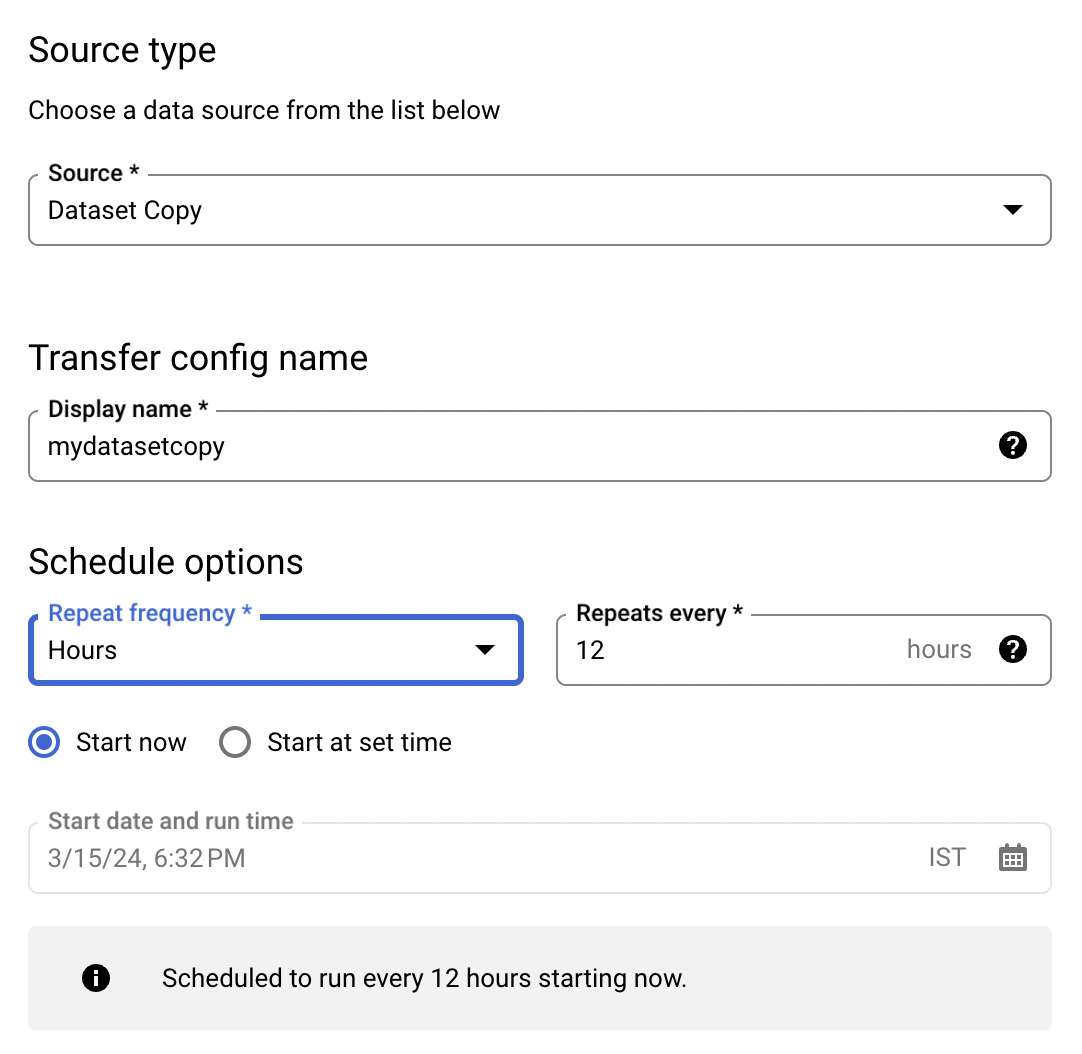 Source type
Choose a data source from the list below
Source *
Dataset Copy
Transfer config name
Display name *
mydatasetcopy
Schedule options
Repeat frequency *
Hours
Repeats every *
12 hours
Start now
Start at set time
Start date and run time
3/15/24, 6:32 PM IST
Scheduled to run every 12 hours starting now.